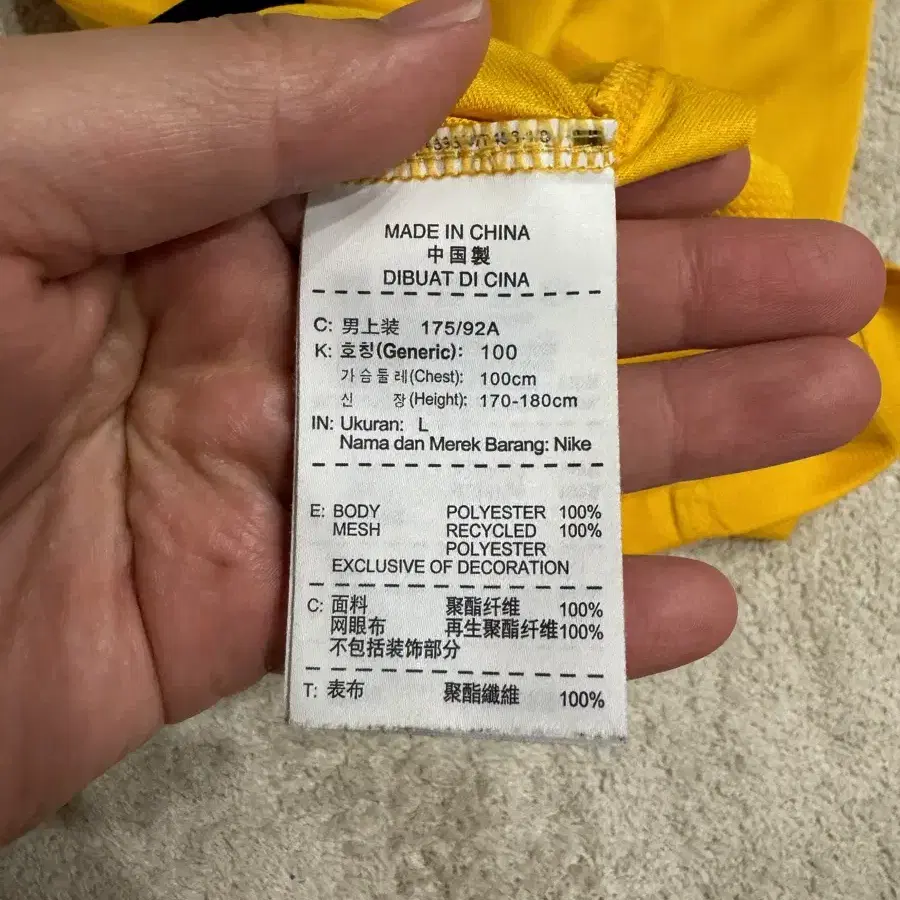 MADE IN CHINA
中国製
DIBUAT DI CINA
C: 男上装 175/92A
K: 호칭(Generic): 100
가슴둘레(Chest): 100cm
신 장(Height): 170-180cm
IN: Ukuran: L
Nama dan Merek Barang: Nike
E: BODY POLYESTER 100%
MESH RECYCLED 100%
POLYESTER
EXCLUSIVE OF DECORATION
C: 面料 聚酯纤维 100%
网眼布 再生聚酯纤维100%
不包括装饰部分
T: 表布 聚酯纖維 100%